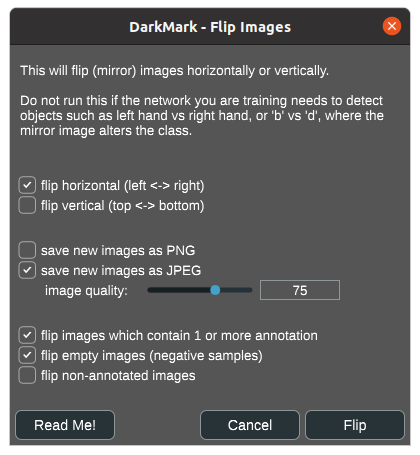 DarkMark - Flip Images
This will flip (mirror) images horizontally or vertically.
Do not run this if the network you are training needs to detect
objects such as left hand vs right hand, or 'b' vs 'd', where the
mirror image alters the class.
flip horizontal (left <-> right)
flip vertical (top <-> bottom)
save new images as PNG
save new images as JPEG
image quality: 75
flip images which contain 1 or more annotation
flip empty images (negative samples)
flip non-annotated images
Read Me! Cancel Flip